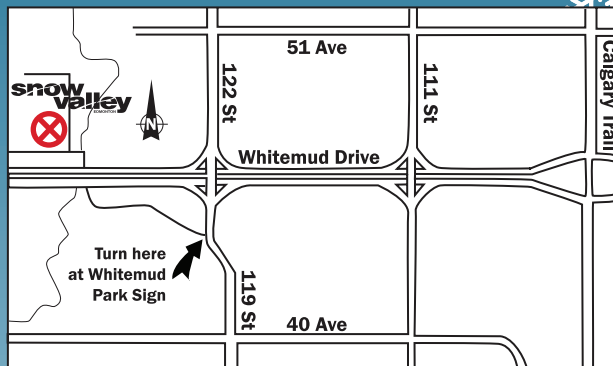 51 Ave
122 St
111 St
Calgary Trail
snow
valley
EDMONTON
N
Whitemud Drive
Turn here
at Whitemud
Park Sign
119 St
40 Ave